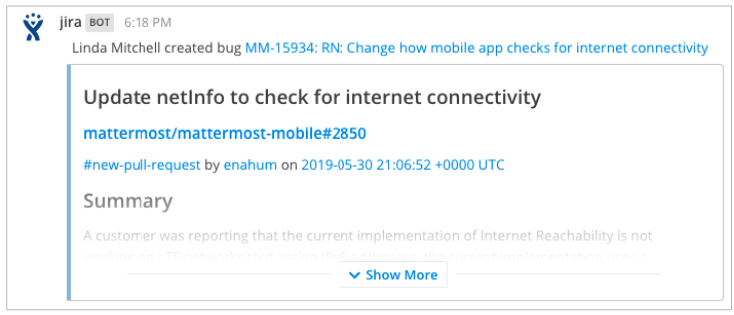 jira BOT 6:18 PM
Linda Mitchell created bug MM-15934: RN: Change how mobile app checks for internet connectivity
Update netInfo to check for internet connectivity
mattermost/mattermost-mobile#2850
#new-pull-request by enahum on 2019-05-30 21:06:52 +0000 UTC
Summary
A customer was reporting that the current implementation of Internet Reachability is not
working on LTE networks that assign IPv6 addresses, the current implementation uses a
Show More